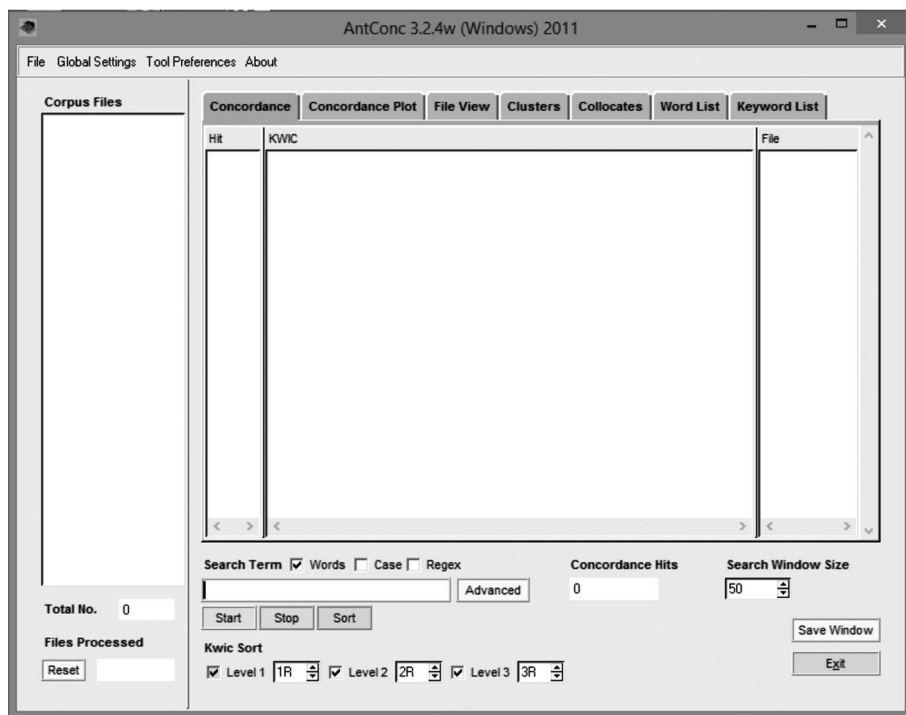 AntConc 3.2.4w (Windows) 2011
File Global Settings Tool Preferences About
Corpus Files
Concordance Concordance Plot File View Clusters Collocates Word List Keyword List
Hit KWIC File
Search Term Words Case Regex
Concordance Hits
Search Window Size
Advanced
0
50
Total No. 0
Start Stop Sort
Files Processed
Save Window
Kwic Sort
Reset
Level 1 1R Level 2 2R Level 3 3R
Exit